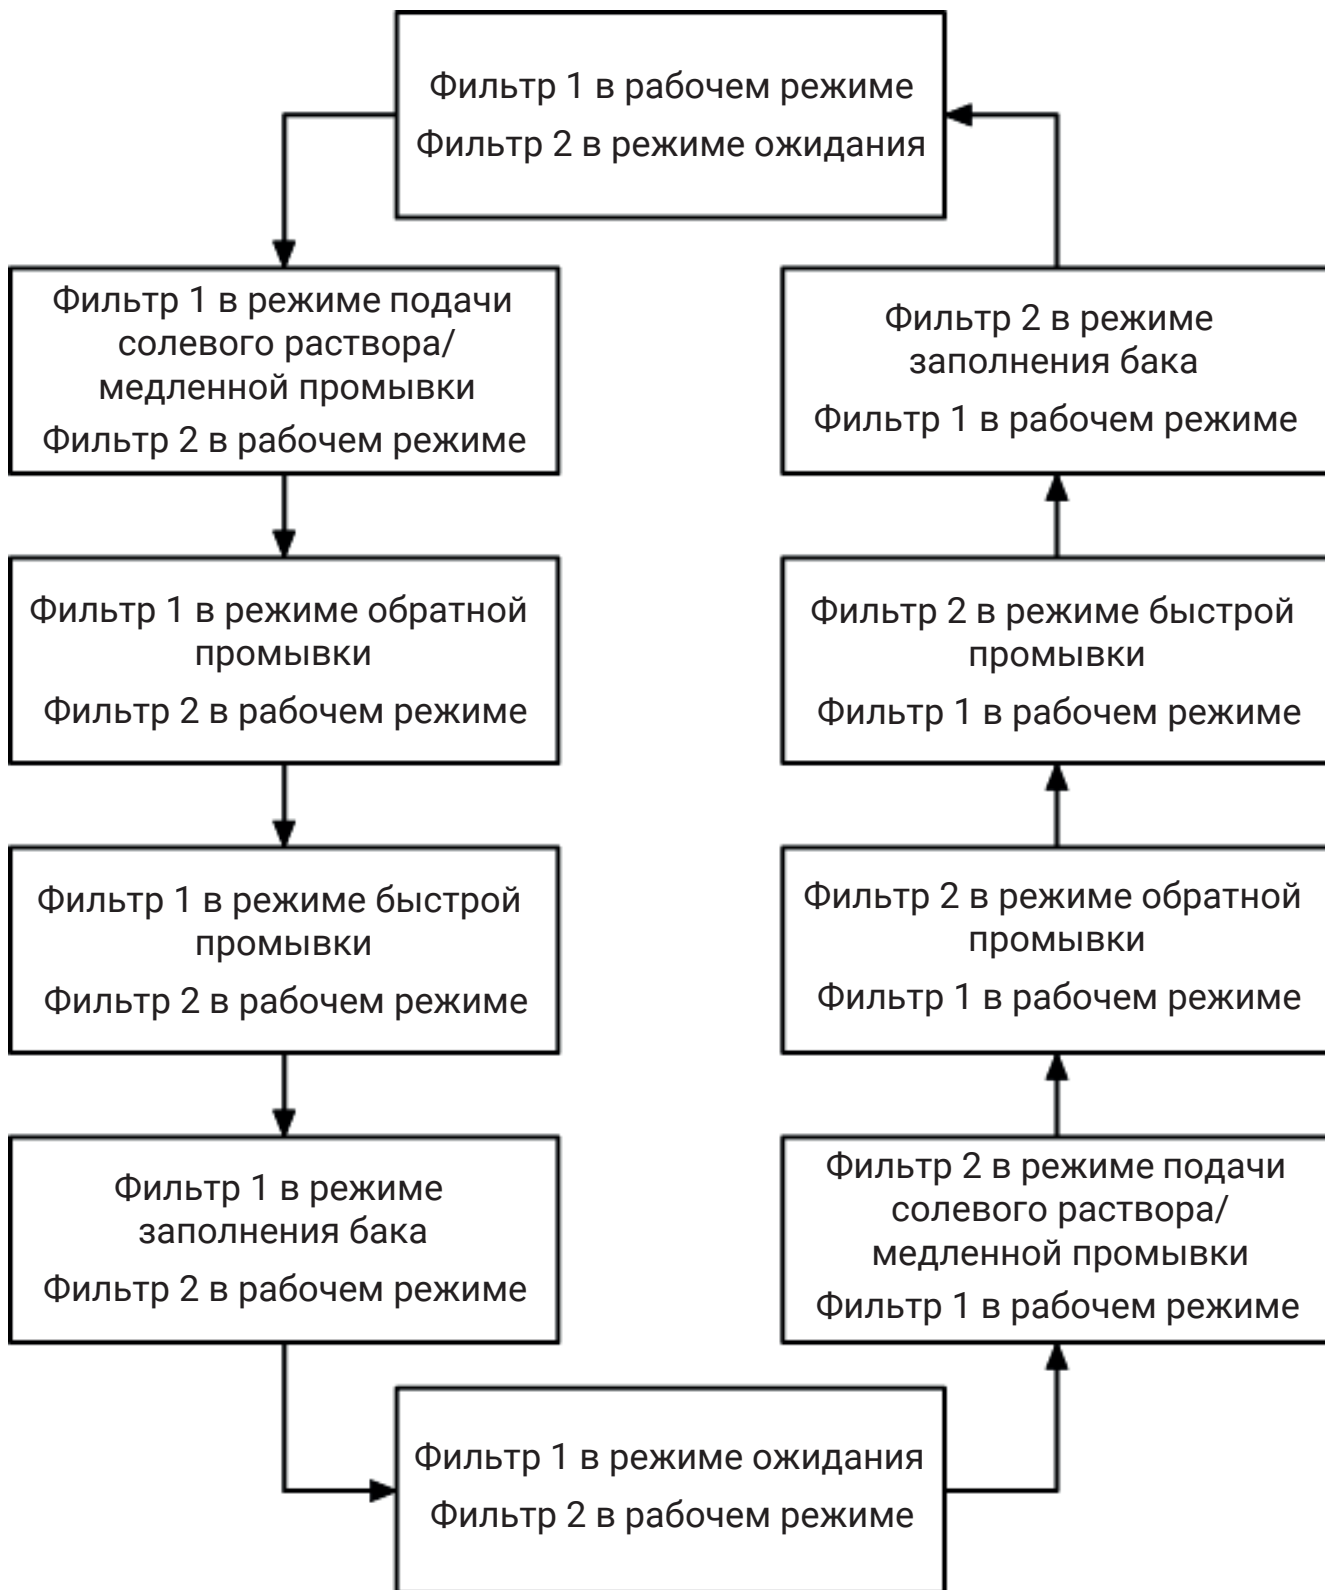 Фильтр 1 в рабочем режиме
Фильтр 2 в режиме ожидания
Фильтр 1 в режиме подачи
солевого раствора/
медленной промывки
Фильтр 2 в рабочем режиме
Фильтр 2 в режиме
заполнения бака
Фильтр 1 в рабочем режиме
Фильтр 1 в режиме обратной
промывки
Фильтр 2 в рабочем режиме
Фильтр 2 в режиме быстрой
промывки
Фильтр 1 в рабочем режиме
Фильтр 1 в режиме быстрой
промывки
Фильтр 2 в рабочем режиме
Фильтр 2 в режиме обратной
промывки
Фильтр 1 в рабочем режиме
Фильтр 1 в режиме
заполнения бака
Фильтр 2 в рабочем режиме
Фильтр 2 в режиме подачи
солевого раствора/
медленной промывки
Фильтр 1 в рабочем режиме
Фильтр 1 в режиме ожидания
Фильтр 2 в рабочем режиме